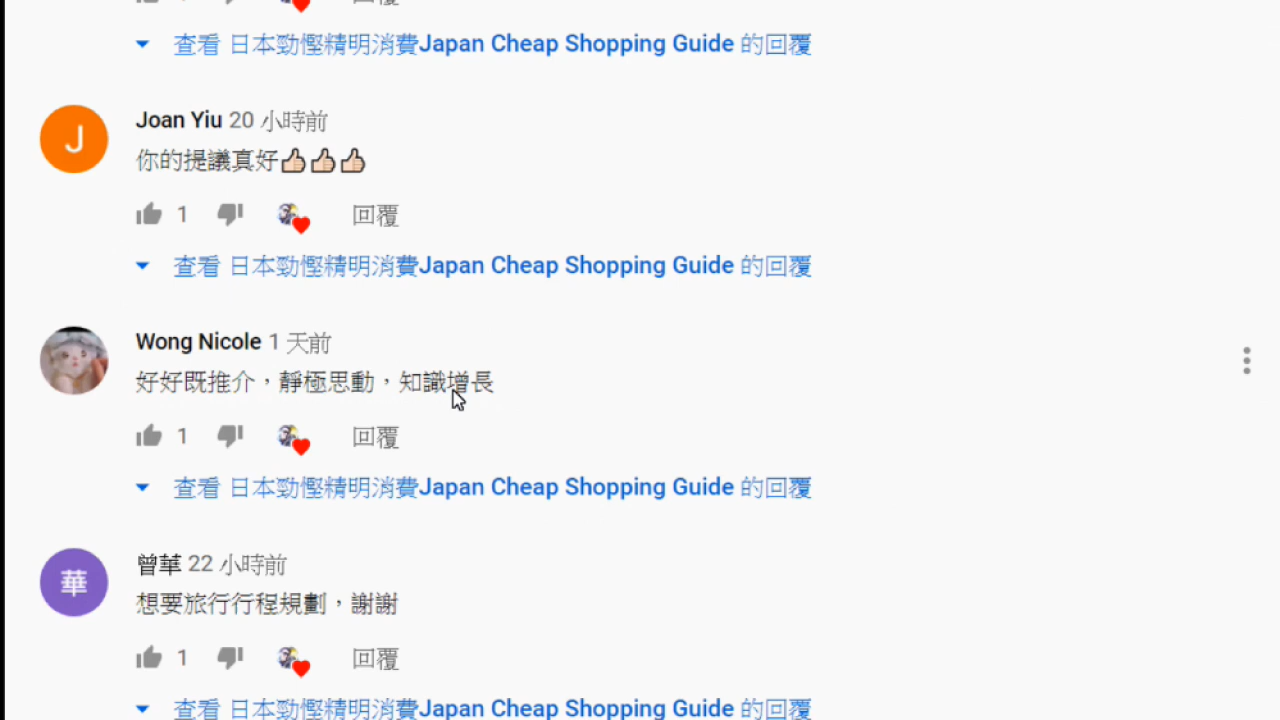 回覆
查看 日本勁慳精明消費Japan Cheap Shopping Guide 的回覆
J
Joan Yiu 20 小時前
你的提議真好👍🏻👍🏻👍🏻
1 回覆
查看 日本勁慳精明消費Japan Cheap Shopping Guide 的回覆
Wong Nicole 1 天前
好好既推介，靜極思動，知識增長
1 回覆
查看 日本勁慳精明消費Japan Cheap Shopping Guide 的回覆
華
曾華 22 小時前
想要旅行行程規劃，謝謝
1 回覆
查看 日本勁慳精明消費Japan Cheap Shopping Guide 的回覆